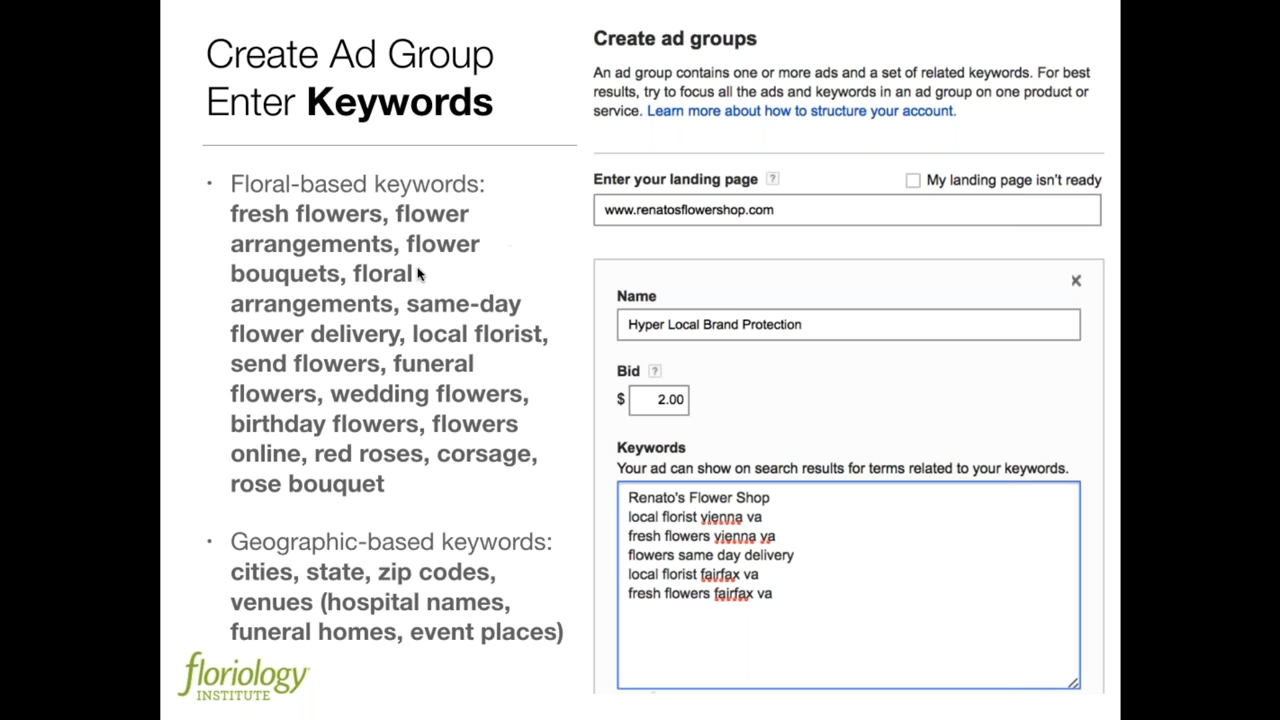 Create Ad Group
Enter Keywords
• Floral-based keywords:
fresh flowers, flower
arrangements, flower
bouquets, floral
arrangements, same-day
flower delivery, local florist,
send flowers, funeral
flowers, wedding flowers,
birthday flowers, flowers
online, red roses, corsage,
rose bouquet
• Geographic-based keywords:
cities, state, zip codes,
venues (hospital names,
funeral homes, event places)
floriology
INSTITUTE
Create ad groups
An ad group contains one or more ads and a set of related keywords. For best
results, try to focus all the ads and keywords in an ad group on one product or
service. Learn more about how to structure your account.
Enter your landing page ? My landing page isn't ready
www.renatosflowershop.com
x
Name
Hyper Local Brand Protection
Bid ?
$ 2.00
Keywords
Your ad can show on search results for terms related to your keywords.
Renato's Flower Shop
local florist vienna va
fresh flowers vienna va
flowers same day delivery
local florist fairfax va
fresh flowers fairfax va